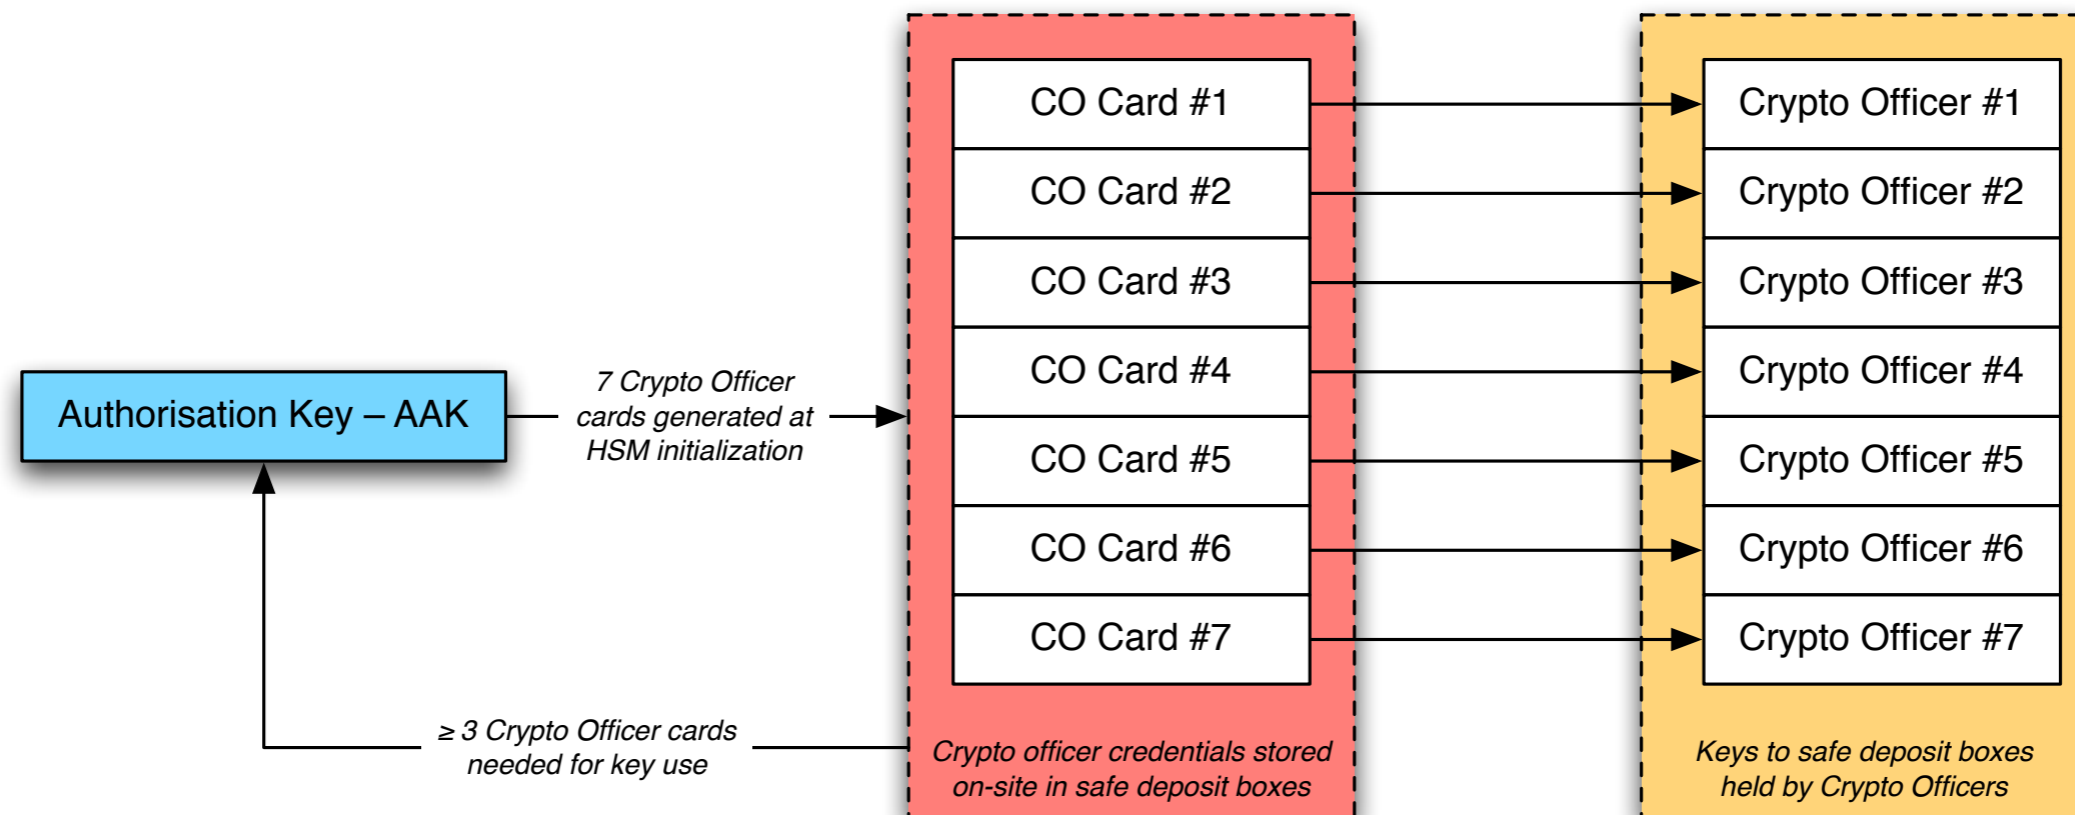 Authorisation Key – AAK
7 Crypto Officer
cards generated at
HSM initialization
≥ 3 Crypto Officer cards
needed for key use
CO Card #1
CO Card #2
CO Card #3
CO Card #4
CO Card #5
CO Card #6
CO Card #7
Crypto officer credentials stored
on-site in safe deposit boxes
Crypto Officer #1
Crypto Officer #2
Crypto Officer #3
Crypto Officer #4
Crypto Officer #5
Crypto Officer #6
Crypto Officer #7
Keys to safe deposit boxes
held by Crypto Officers